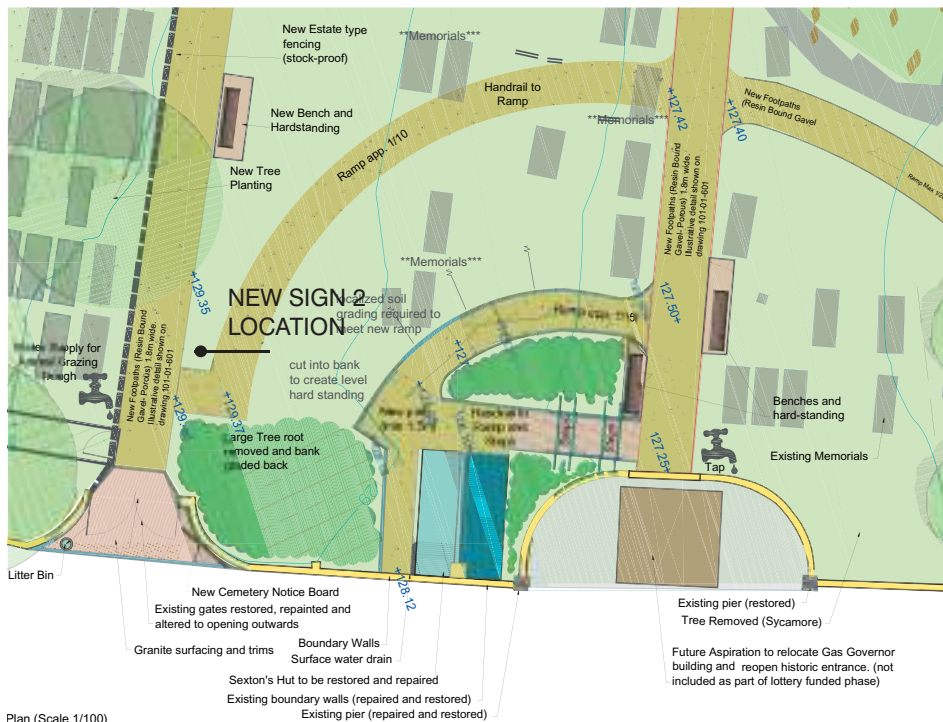 New Estate type
fencing
(stock-proof)
**Memorials***
Handrail to
Ramp
New Bench and
Hardstanding
**Memorials***
+127.42
+127.40
New Footpaths
(Resin Bound Gavel
Ramp app. 1/10
New Tree
Planting
New Footpaths (Resin Bound
Gavel- Porous) 1.8m wide.
Illustrative detail shown on
drawing 101-01-601
**Memorials***
+129.35
NEW SIGN 2
LOCATION
localized soil
grading required to
meet new ramp
127.50+
cut into bank
to create level
hard standing
New Footpaths (Resin Bound
Gavel- Porous) 1.8m wide.
Illustrative detail shown on
drawing 101-01-601
+129.
+129.37
Large Tree root
removed and bank
graded back
Benches and
hard-standing
127.25+
Tap
Existing Memorials
Litter Bin
+128.12
New Cemetery Notice Board
Existing gates restored, repainted and
altered to opening outwards
Granite surfacing and trims
Boundary Walls
Surface water drain
Sexton's Hut to be restored and repaired
Existing boundary walls (repaired and restored)
Existing pier (repaired and restored)
Existing pier (restored)
Tree Removed (Sycamore)
Future Aspiration to relocate Gas Governor
building and reopen historic entrance. (not
included as part of lottery funded phase)
Plan (Scale 1/100)